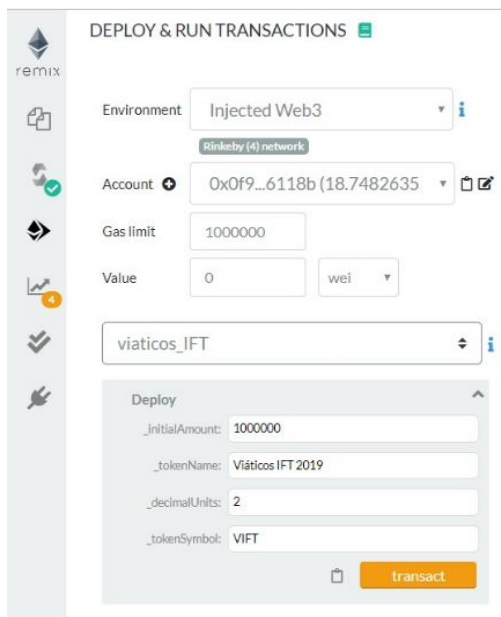 DEPLOY & RUN TRANSACTIONS
remix
Environment Injected Web3 i
Rinkeby (4) network
Account 0x0f9...6118b (18.7482635
Gas limit 1000000
Value 0 wei
4
viaticos_IFT i
Deploy
_initialAmount: 1000000
_tokenName: Viáticos IFT 2019
_decimalUnits: 2
_tokenSymbol: VIFT
transact